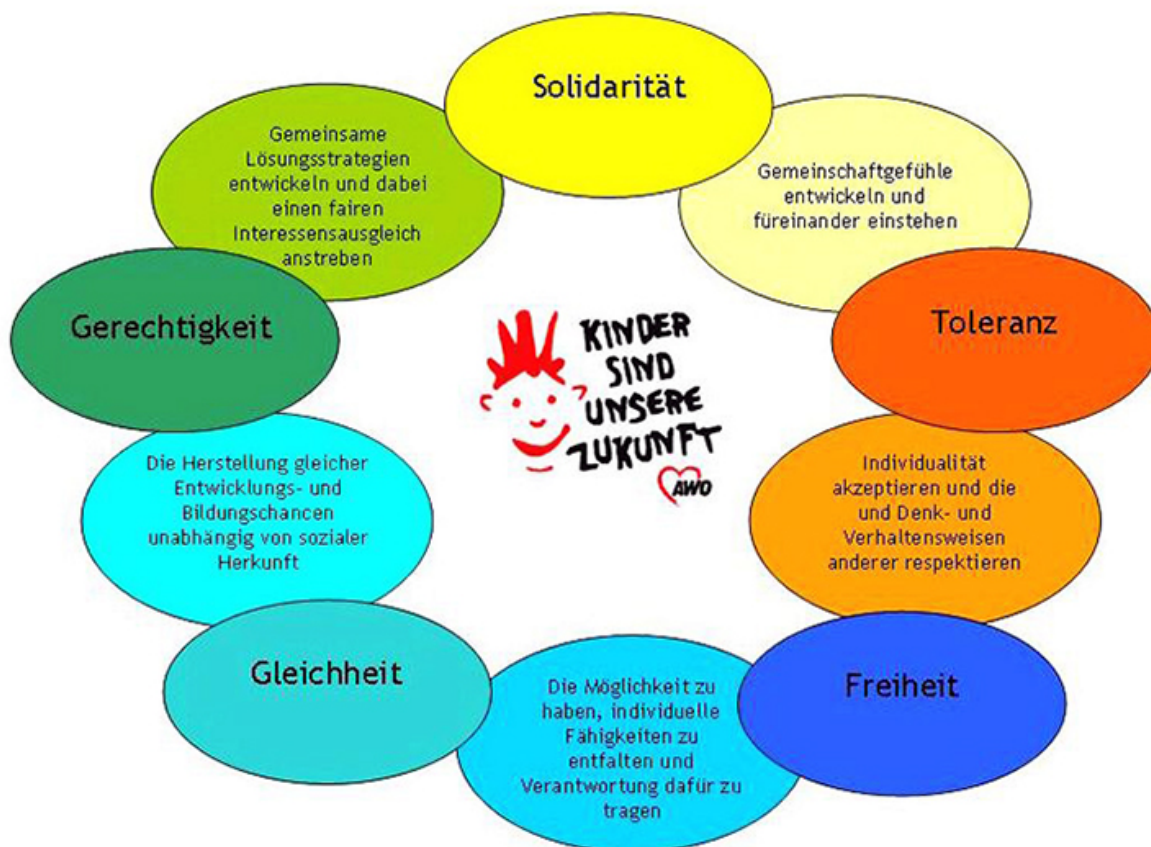 Solidarität
Gemeinschaftgefühle
entwickeln und
füreinander einstehen
Toleranz
Individualität
akzeptieren und die
und Denk- und
Verhaltensweisen
anderer respektieren
Freiheit
Die Möglichkeit zu
haben, individuelle
Fähigkeiten zu
entfalten und
Verantwortung dafür zu
tragen
Gleichheit
Die Herstellung gleicher
Entwicklungs- und
Bildungschancen
unabhängig von sozialer
Herkunft
Gerechtigkeit
Gemeinsame
Lösungsstrategien
entwickeln und dabei
einen fairen
Interessensausgleich
anstreben
KINDER
SIND
UNSERE
ZUKUNFT
AWO